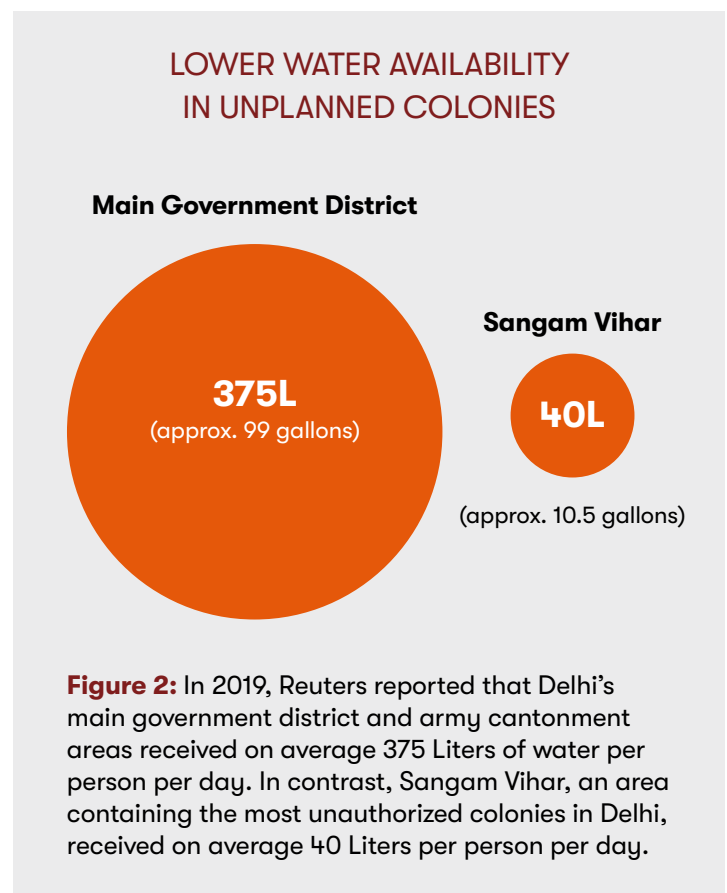 LOWER WATER AVAILABILITY
IN UNPLANNED COLONIES
Main Government District
375L
(approx. 99 gallons)
Sangam Vihar
40L
(approx. 10.5 gallons)
Figure 2: In 2019, Reuters reported that Delhi’s
main government district and army cantonment
areas received on average 375 Liters of water per
person per day. In contrast, Sangam Vihar, an area
containing the most unauthorized colonies in Delhi,
received on average 40 Liters per person per day.